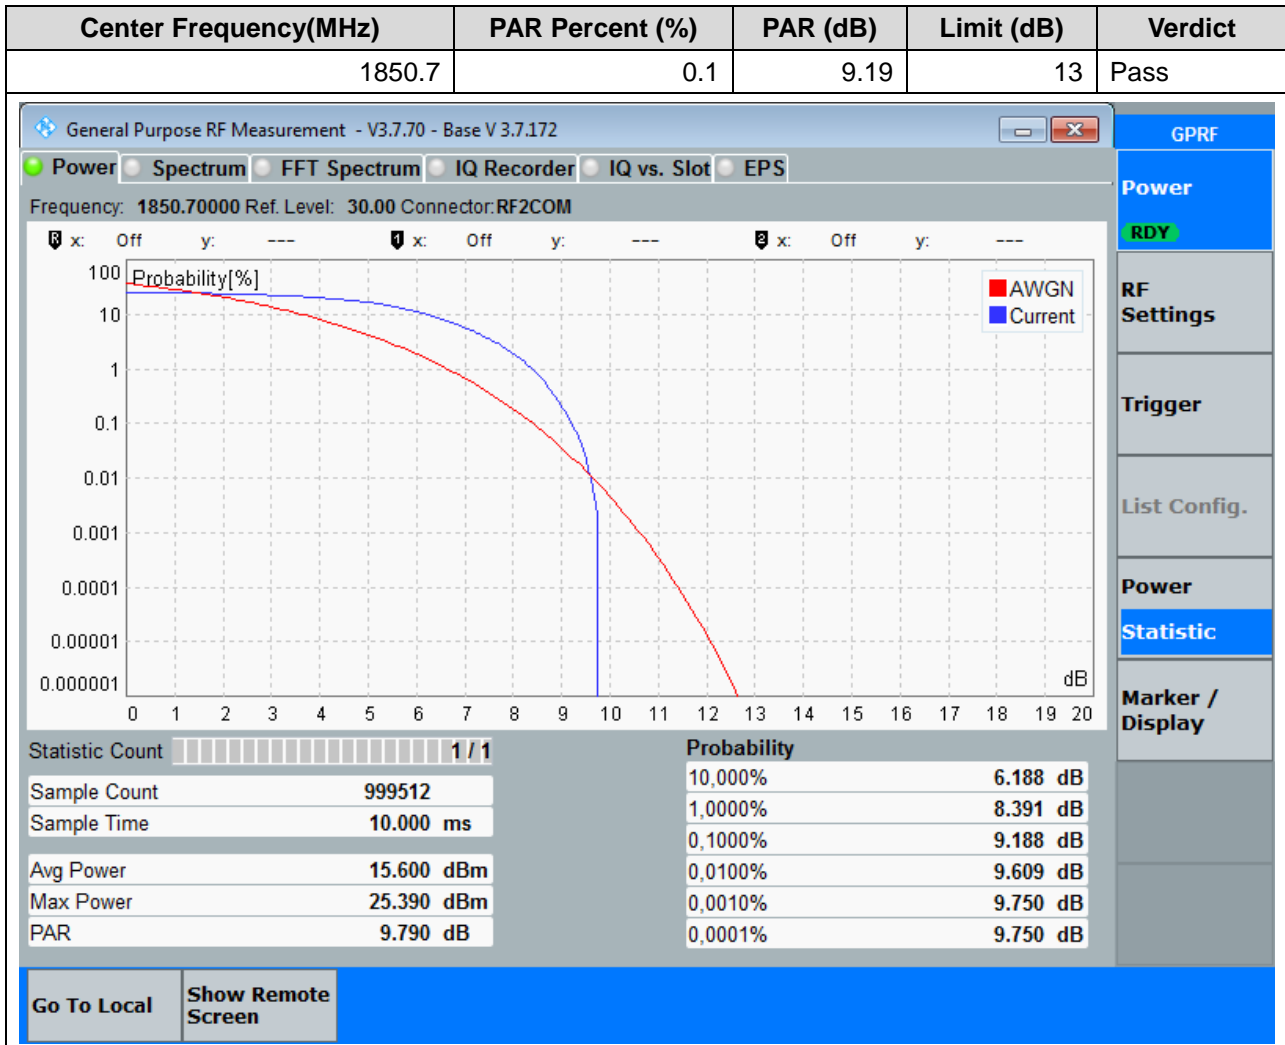 Center Frequency(MHz) PAR Percent (%) PAR (dB) Limit (dB) Verdict
1850.7 0.1 9.19 13 Pass
General Purpose RF Measurement - V3.7.70 - Base V 3.7.172
GPRF
Power Spectrum FFT Spectrum IQ Recorder IQ vs. Slot EPS
Power
RDY
Frequency: 1850.70000 Ref. Level: 30.00 Connector:RF2COM
R x: Off y: --- 1 x: Off y: --- 2 x: Off y: ---
Probability[%]
AWGN
Current
100
10
1
0.1
0.01
0.001
0.0001
0.00001
0.000001
dB
0 1 2 3 4 5 6 7 8 9 10 11 12 13 14 15 16 17 18 19 20
RF
Settings
Trigger
List Config.
Power
Statistic
Marker /
Display
Statistic Count 1 / 1
Sample Count 999512
Sample Time 10.000 ms
Avg Power 15.600 dBm
Max Power 25.390 dBm
PAR 9.790 dB
Probability
10,000% 6.188 dB
1,0000% 8.391 dB
0,1000% 9.188 dB
0,0100% 9.609 dB
0,0010% 9.750 dB
0,0001% 9.750 dB
Go To Local
Show Remote
Screen